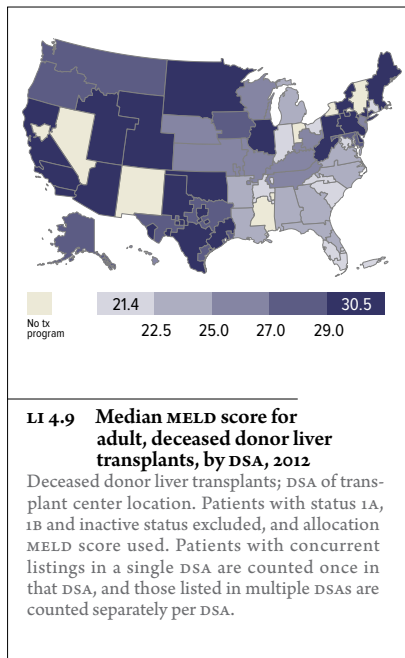 21.4 30.5
No tx
program
22.5 25.0 27.0 29.0
LI 4.9 Median MELD score for
adult, deceased donor liver
transplants, by DSA, 2012
Deceased donor liver transplants; DSA of trans-
plant center location. Patients with status 1A,
1B and inactive status excluded, and allocation
MELD score used. Patients with concurrent
listings in a single DSA are counted once in
that DSA, and those listed in multiple DSAs are
counted separately per DSA.